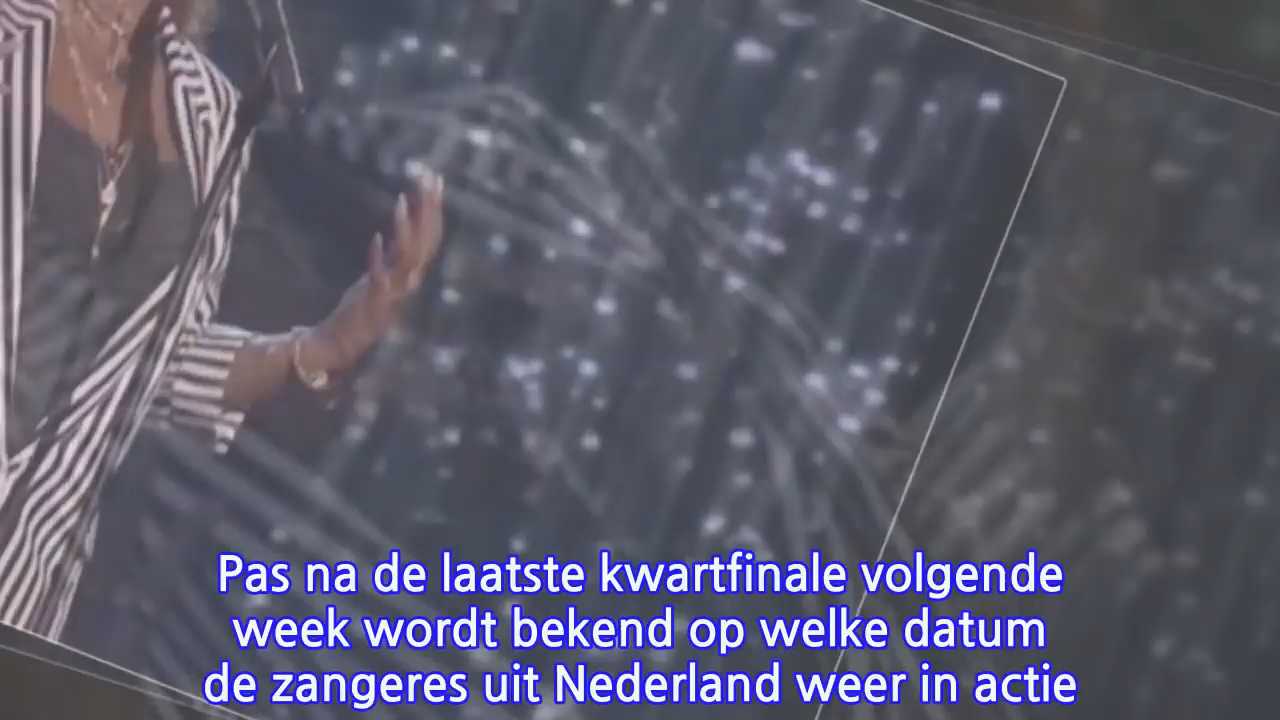 Pas na de laatste kwartfinale volgende
week wordt bekend op welke datum
de zangeres uit Nederland weer in actie